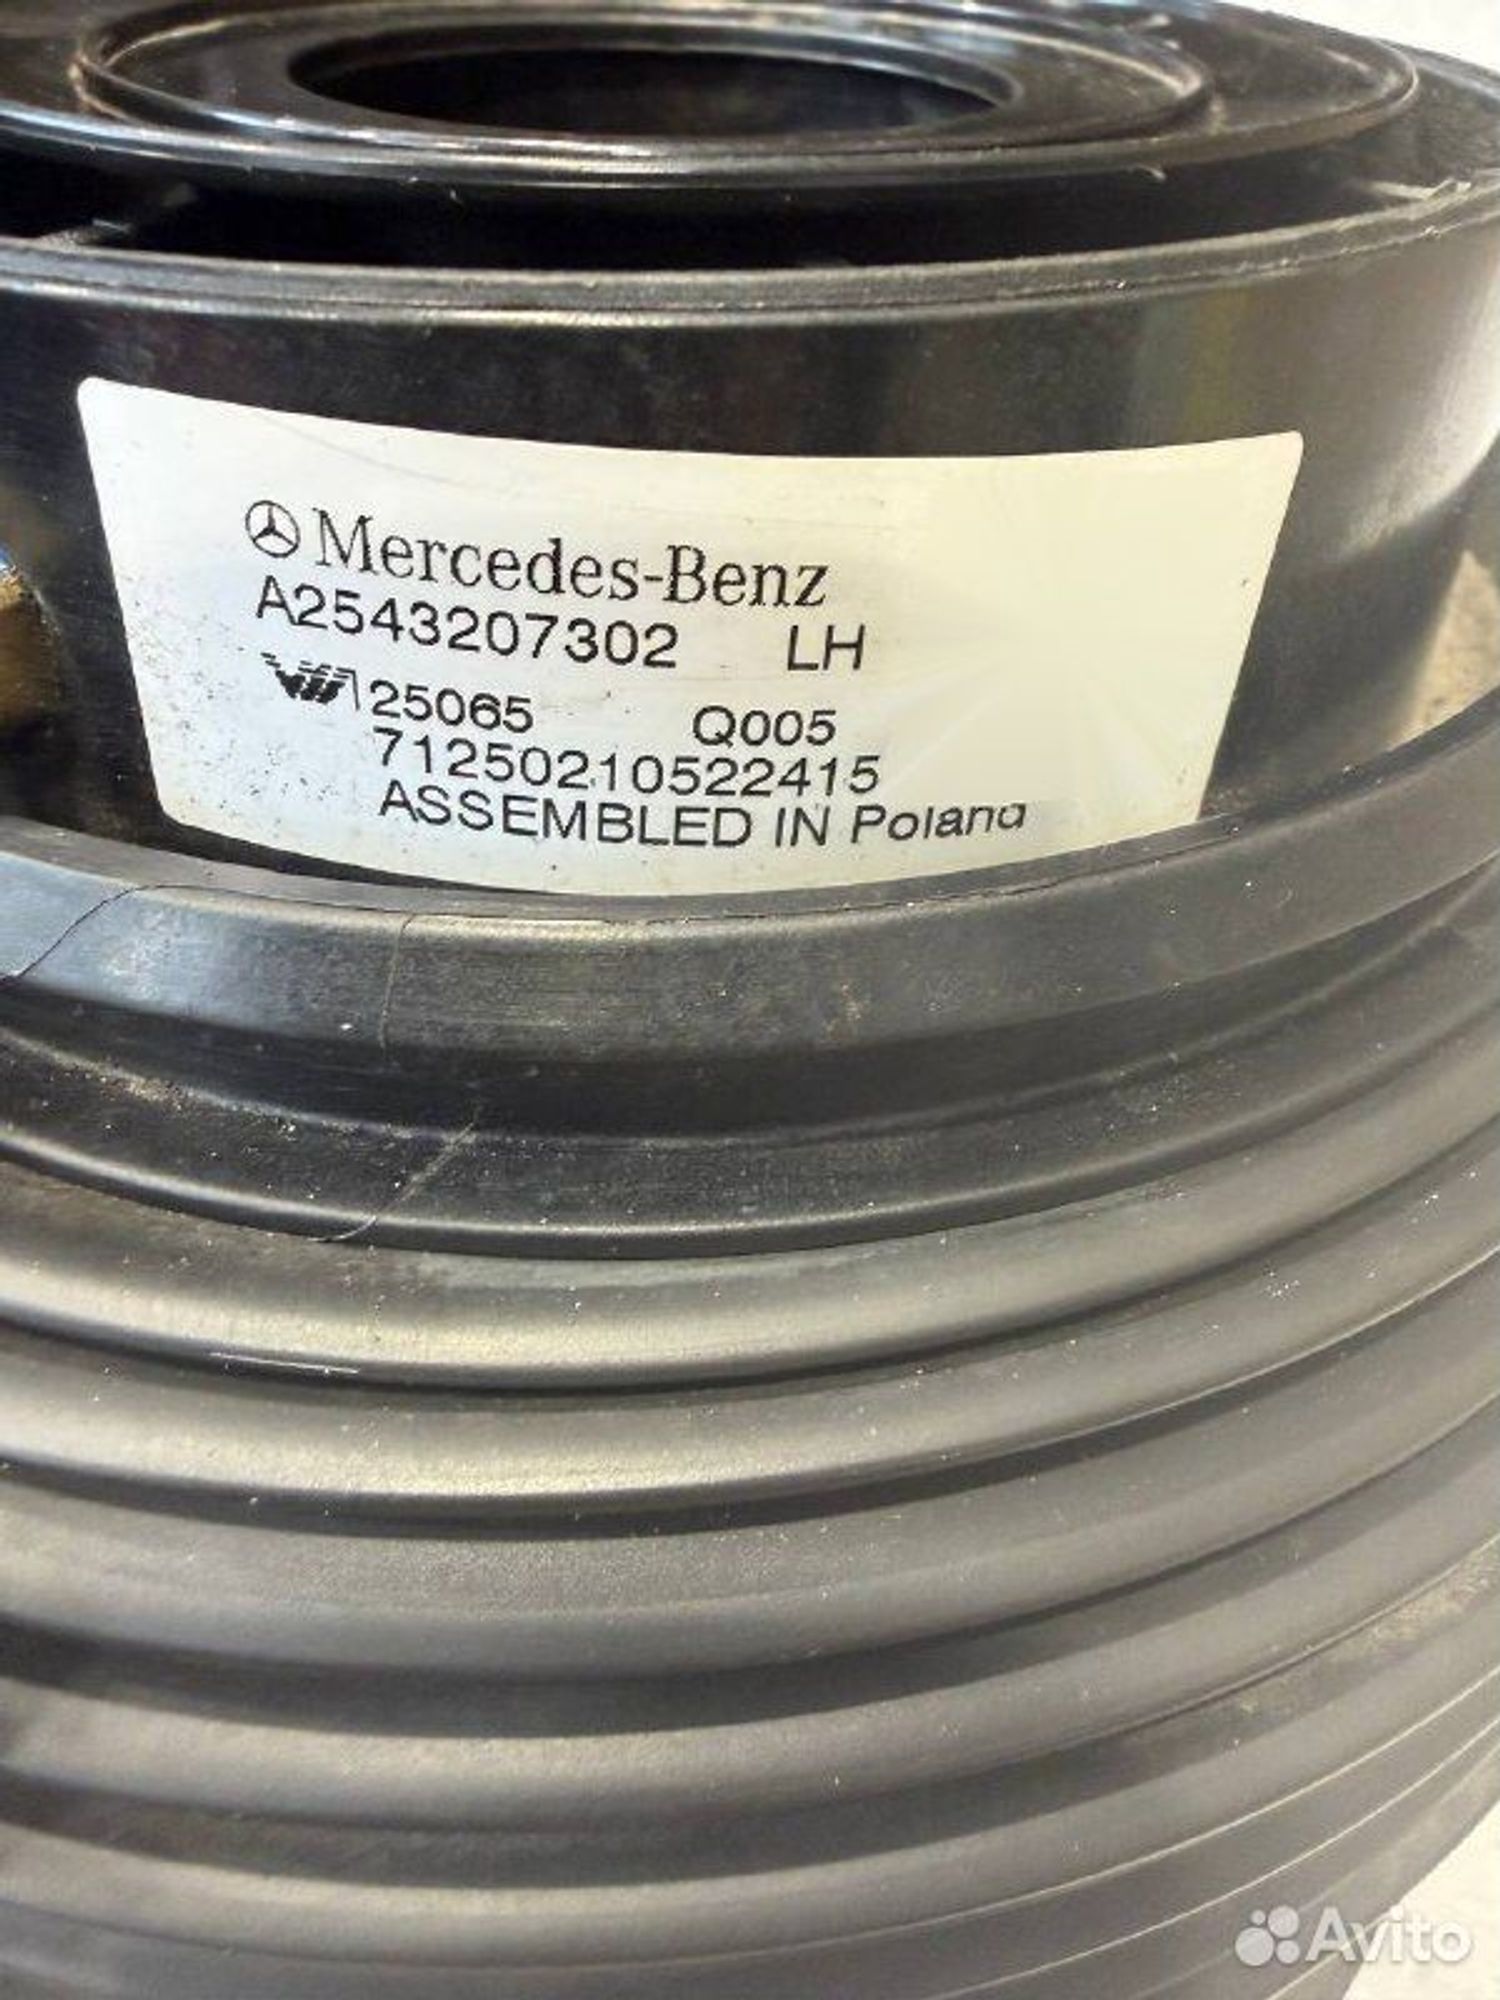 Mercedes-Benz
A2543207302 LH
25065 Q005
71250210522415
ASSEMBLED IN Poland
Avito